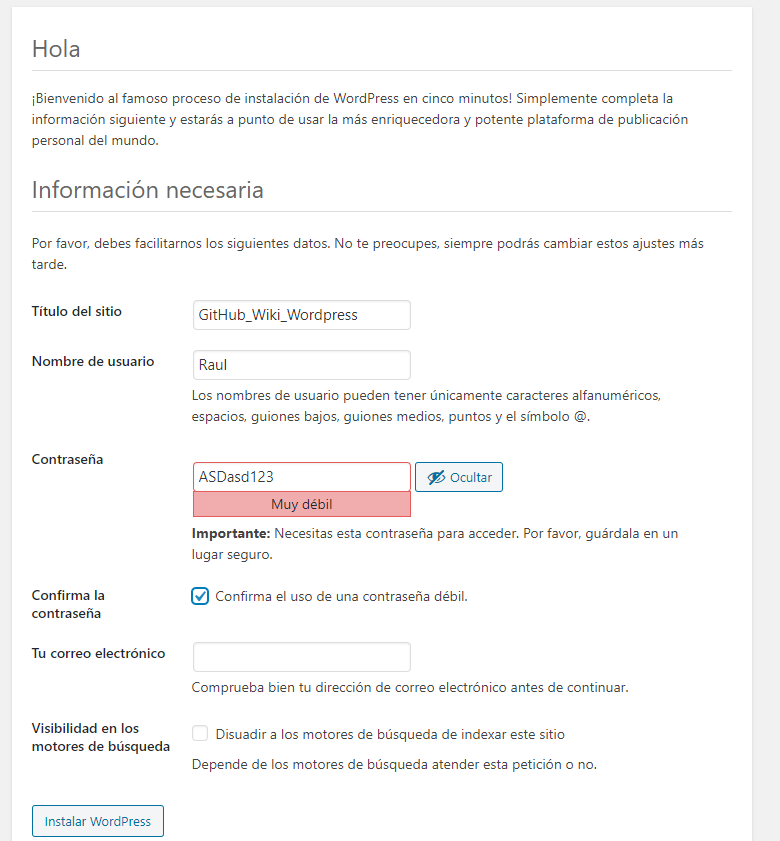 Hola
¡Bienvenido al famoso proceso de instalación de WordPress en cinco minutos! Simplemente completa la
información siguiente y estarás a punto de usar la más enriquecedora y potente plataforma de publicación
personal del mundo.
Información necesaria
Por favor, debes facilitarnos los siguientes datos. No te preocupes, siempre podrás cambiar estos ajustes más
tarde.
Título del sitio
GitHub_Wiki_Wordpress
Nombre de usuario
Raul
Los nombres de usuario pueden tener únicamente caracteres alfanuméricos,
espacios, guiones bajos, guiones medios, puntos y el símbolo @.
Contraseña
ASDasd123
Ocultar
Muy débil
Importante: Necesitas esta contraseña para acceder. Por favor, guárdala en un
lugar seguro.
Confirma la
contraseña
Confirma el uso de una contraseña débil.
Tu correo electrónico
Comprueba bien tu dirección de correo electrónico antes de continuar.
Visibilidad en los
motores de búsqueda
Disuadir a los motores de búsqueda de indexar este sitio
Depende de los motores de búsqueda atender esta petición o no.
Instalar WordPress